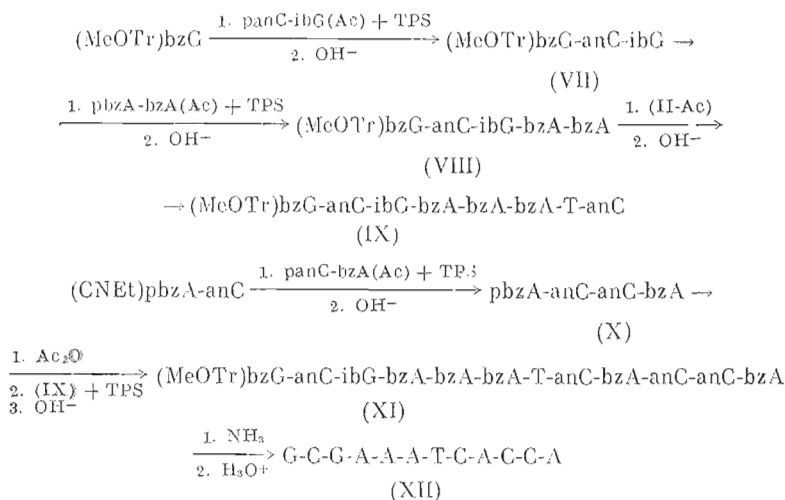 1. panC-ibG(Ac) + TPS
(MeOTr)bzG → (MeOTr)bzG-anC-ibG →
2. OH−
(VII)
1. pbzA-bzA(Ac) + TPS 1. (II-Ac)
→ (MeOTr)bzG-anC-ibG-bzA-bzA →
2. OH− 2. OH−
(VIII)
→ (MeOTr)bzG-anC-ibG-bzA-bzA-bzA-T-anC
(IX)
1. panC-bzA(Ac) + TPS
(CNEt)pbzA-anC → pbzA-anC-anC-bzA →
2. OH−
(X)
1. Ac₂O
→ (MeOTr)bzG-anC-ibG-bzA-bzA-bzA-T-anC-bzA-anC-anC-bzA
2. (IX) + TPS
3. OH−
(XI)
1. NH₃
→ G-C-G-A-A-A-T-C-A-C-C-A
2. H₃O+
(XII)